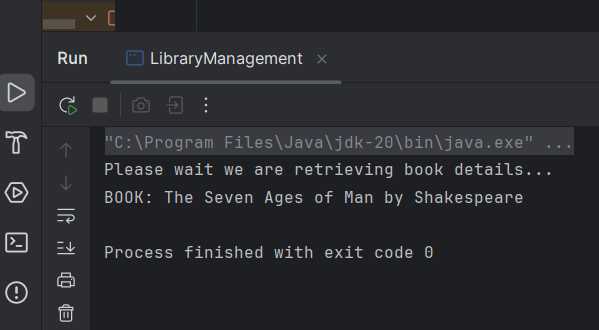 Run LibraryManagement
"C:\Program Files\Java\jdk-20\bin\java.exe" ...
Please wait we are retrieving book details...
BOOK: The Seven Ages of Man by Shakespeare
Process finished with exit code 0